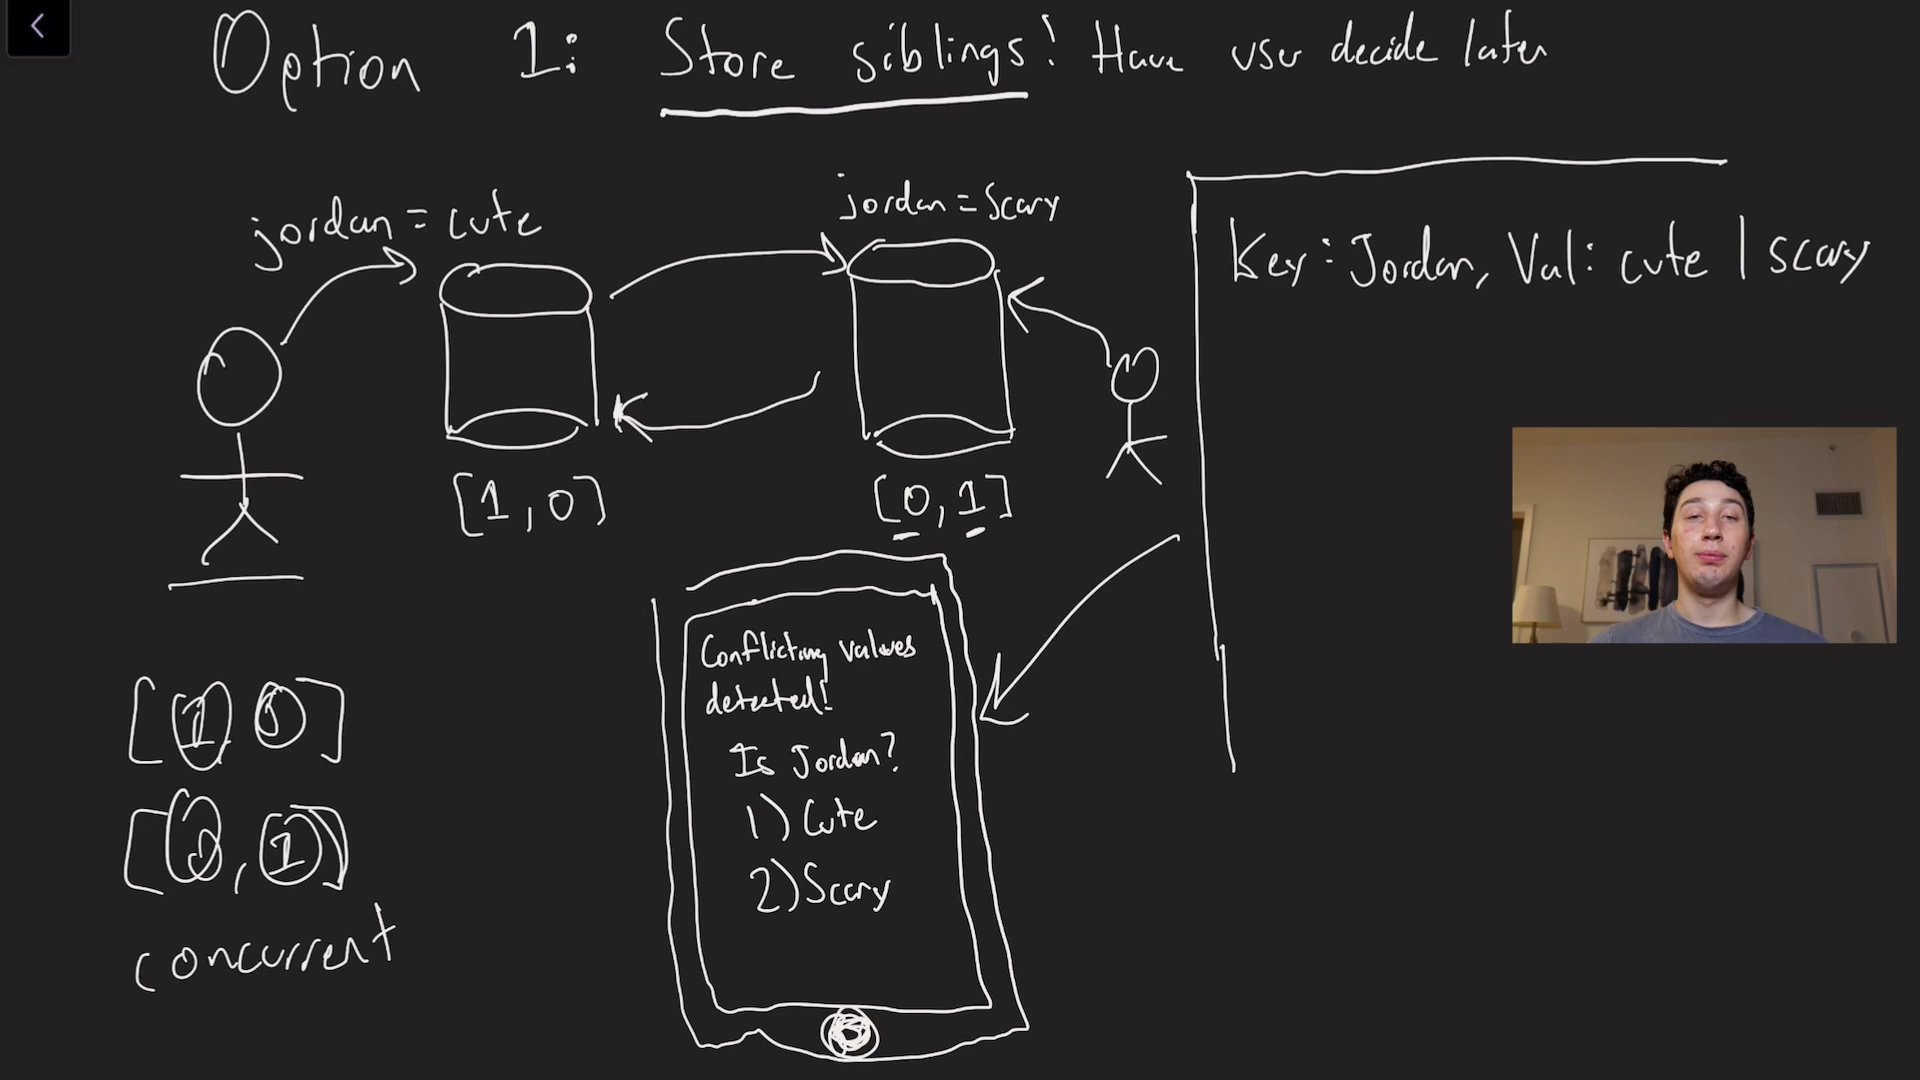 Option 1: Store siblings! Have user decide later
jordan = cute
jordan = scary
Key: Jordan, Val: cute | scary
[1, 0]
[0, 1]
Conflicting values
detected!
Is Jordan?
1) Cute
2) Scary
[1, 0]
[0, 1]
concurrent